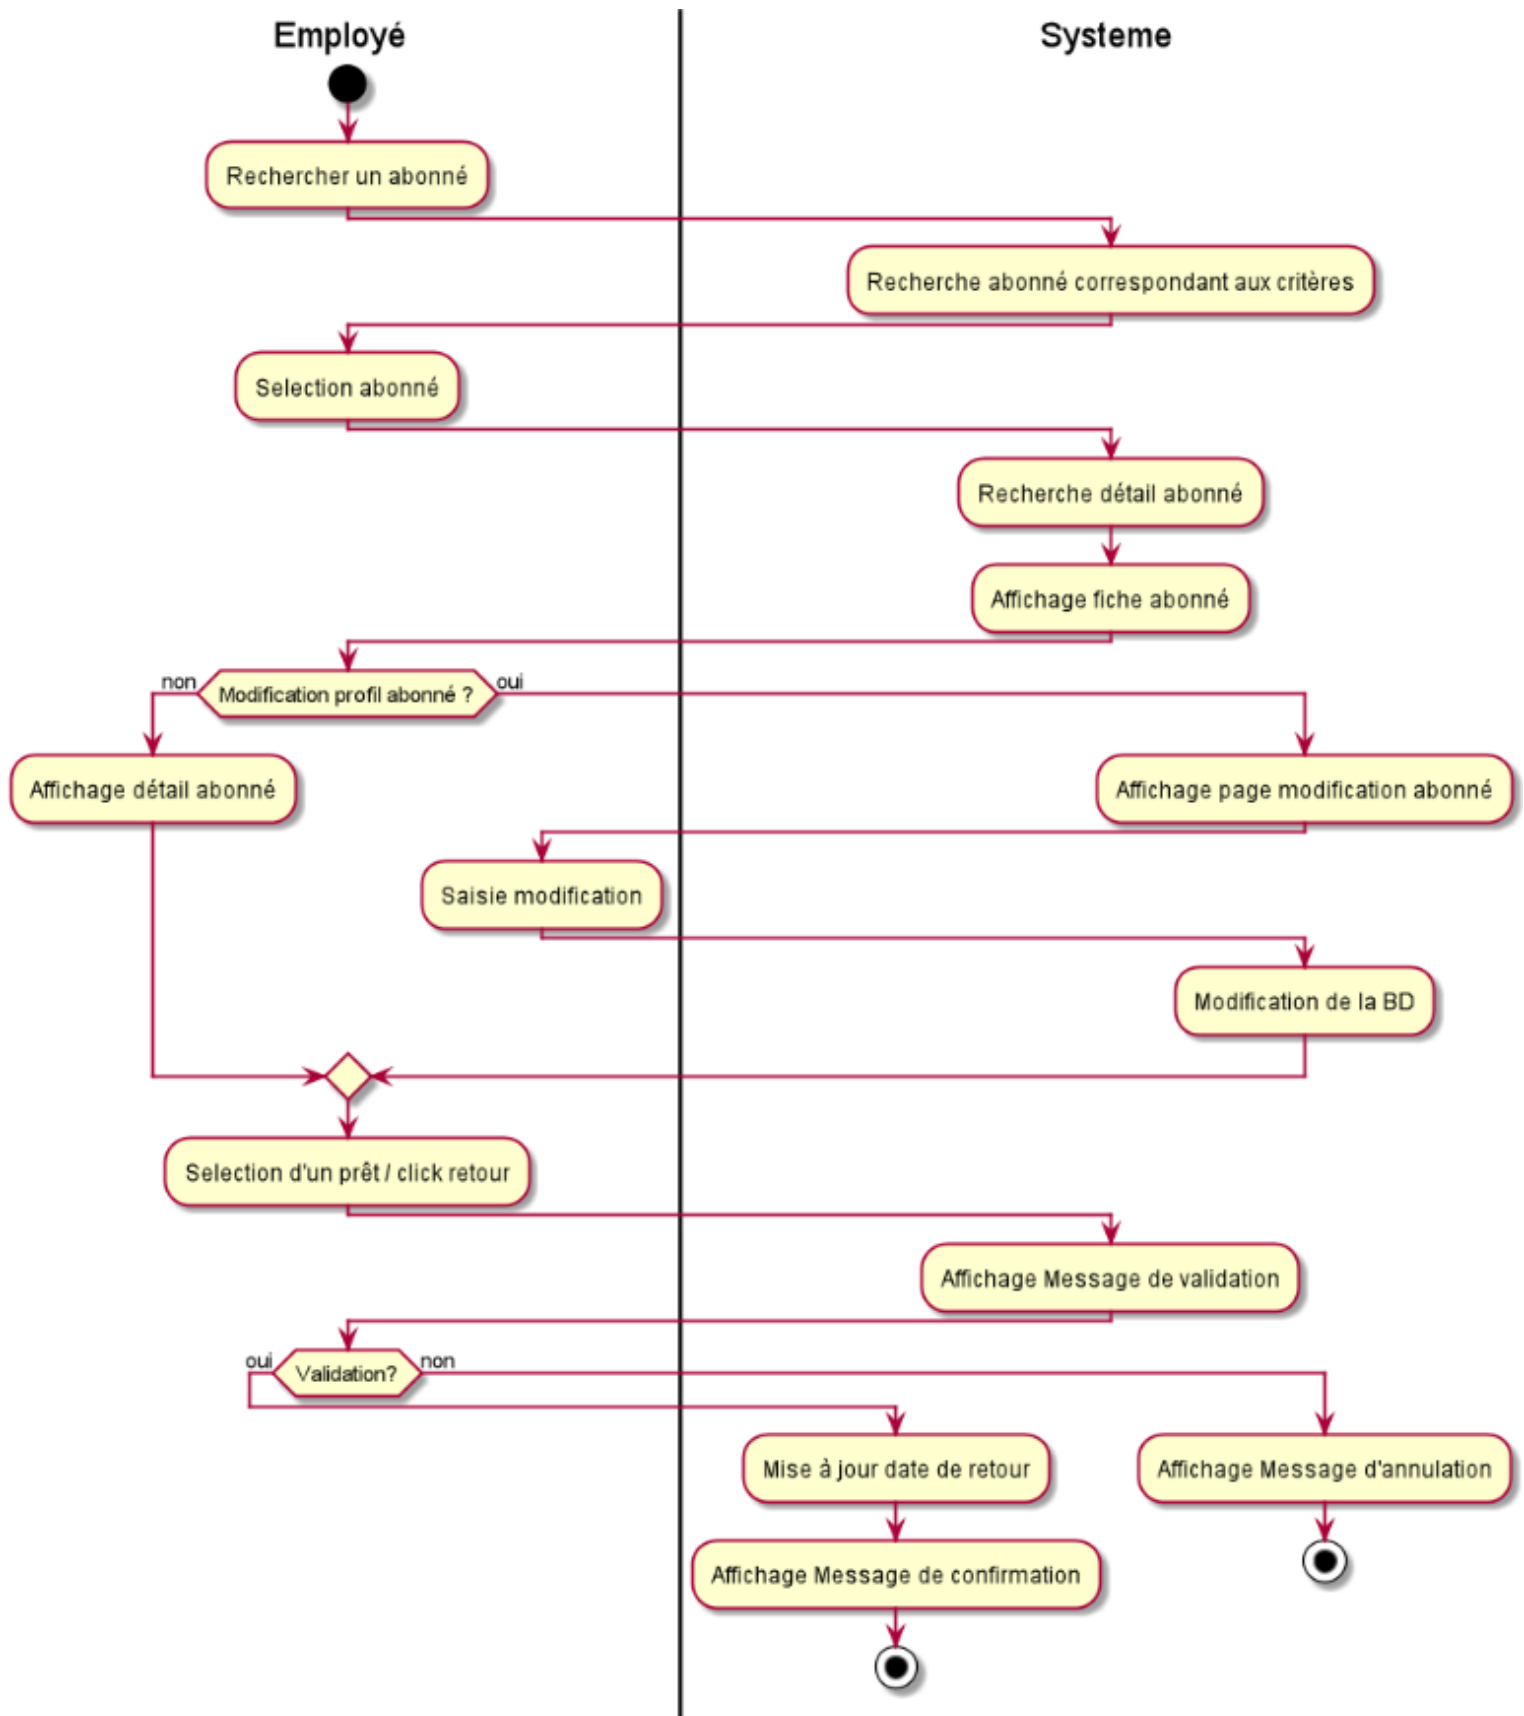 Employé
Systeme
Rechercher un abonné
Recherche abonné correspondant aux critères
Selection abonné
Recherche détail abonné
Affichage fiche abonné
non
Modification profil abonné ?
oui
Affichage détail abonné
Affichage page modification abonné
Saisie modification
Modification de la BD
Selection d'un prêt / click retour
Affichage Message de validation
oui
Validation?
non
Mise à jour date de retour
Affichage Message d'annulation
Affichage Message de confirmation